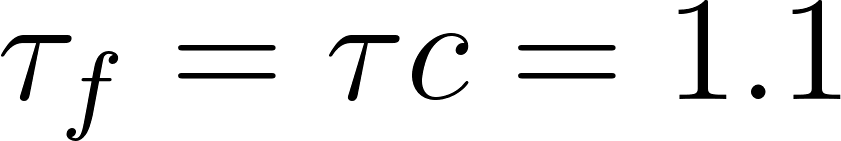 τ_f = τc = 1.1